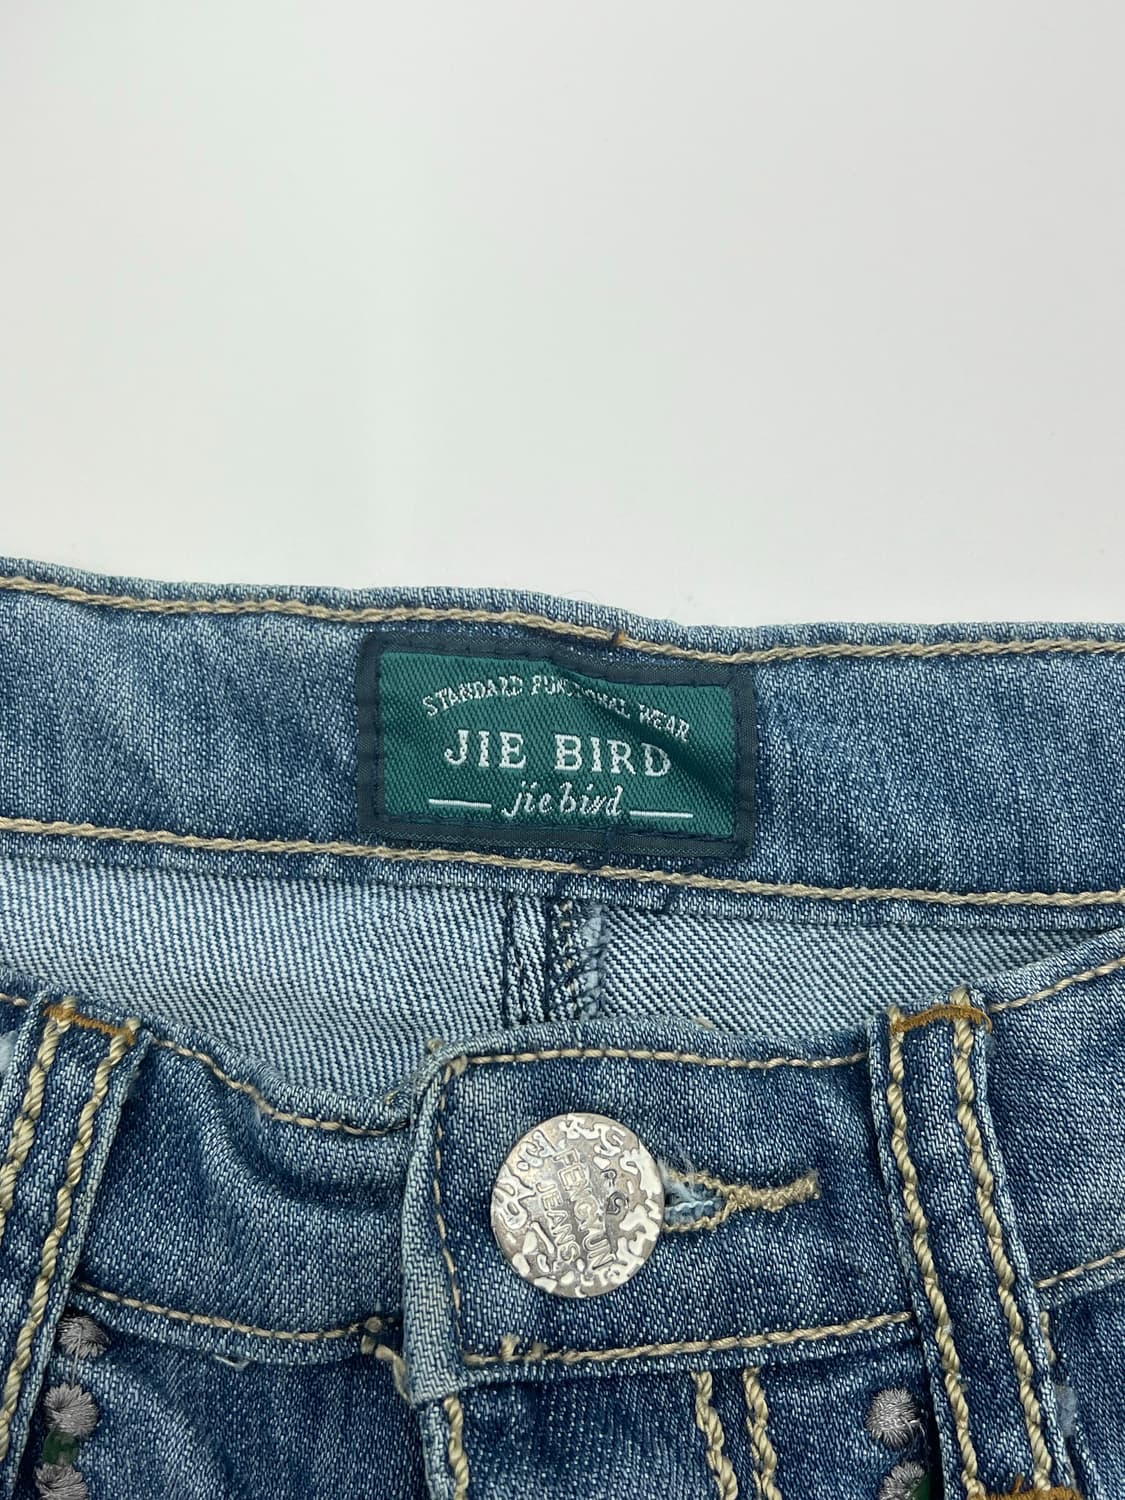 STANDARD FUNCTIONAL WEAR
JIE BIRD
jiebird
FENGYUN
JEANS